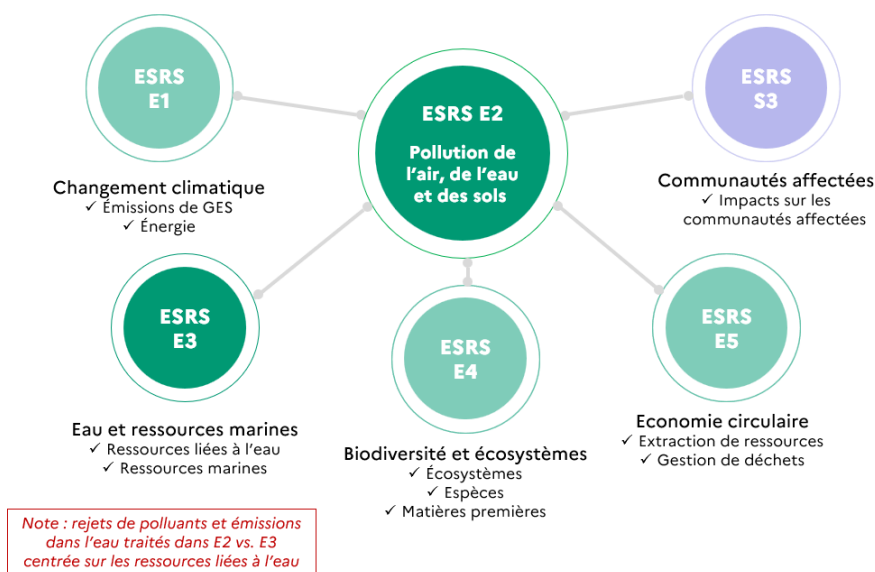 ESRS
E1
Changement climatique
✓ Émissions de GES
✓ Énergie
ESRS E2
Pollution de
l'air, de l'eau
et des sols
ESRS
S3
Communautés affectées
✓ Impacts sur les
communautés affectées
ESRS
E3
Eau et ressources marines
✓ Ressources liées à l'eau
✓ Ressources marines
ESRS
E4
Biodiversité et écosystèmes
✓ Écosystèmes
✓ Espèces
✓ Matières premières
ESRS
E5
Economie circulaire
✓ Extraction de ressources
✓ Gestion de déchets
Note : rejets de polluants et émissions
dans l'eau traités dans E2 vs. E3
centrée sur les ressources liées à l'eau